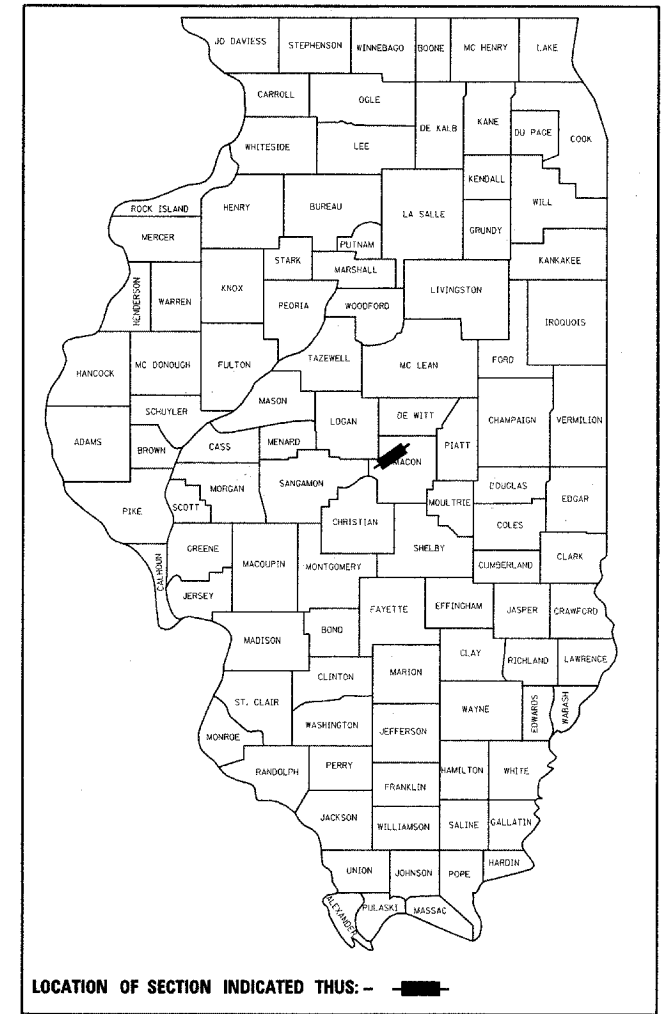 JO DAVIESS
STEPHENSON
WINNEBAGO
BOONE
MC HENRY
LAKE
CARROLL
OGLE
DE KALB
KANE
DU PAGE
COOK
WHITESIDE
LEE
KENDALL
WILL
ROCK ISLAND
HENRY
BUREAU
LA SALLE
GRUNDY
MERCER
PUTNAM
KANKAKEE
STARK
MARSHALL
HENDERSON
WARREN
KNOX
PEORIA
WOODFORD
LIVINGSTON
IROQUOIS
HANCOCK
MC DONOUGH
FULTON
TAZEWELL
MC LEAN
FORD
MASON
SCHUYLER
LOGAN
DE WITT
CHAMPAIGN
VERMILION
ADAMS
BROWN
CASS
MENARD
PIATT
MACON
MORGAN
SANGAMON
DOUGLAS
EDGAR
PIKE
SCOTT
CHRISTIAN
MOULTRIE
COLES
CALHOUN
GREENE
MACOUPIN
MONTGOMERY
SHELBY
CUMBERLAND
CLARK
JERSEY
FAYETTE
EFFINGHAM
JASPER
CRAWFORD
MADISON
BOND
CLAY
RICHLAND
LAWRENCE
CLINTON
MARION
ST. CLAIR
WAYNE
EDWARDS
WABASH
WASHINGTON
JEFFERSON
MONROE
RANDOLPH
PERRY
HAMILTON
WHITE
FRANKLIN
JACKSON
WILLIAMSON
SALINE
GALLATIN
UNION
JOHNSON
POPE
HARDIN
ALEXANDER
PULASKI
MASSAC
LOCATION OF SECTION INDICATED THUS: -